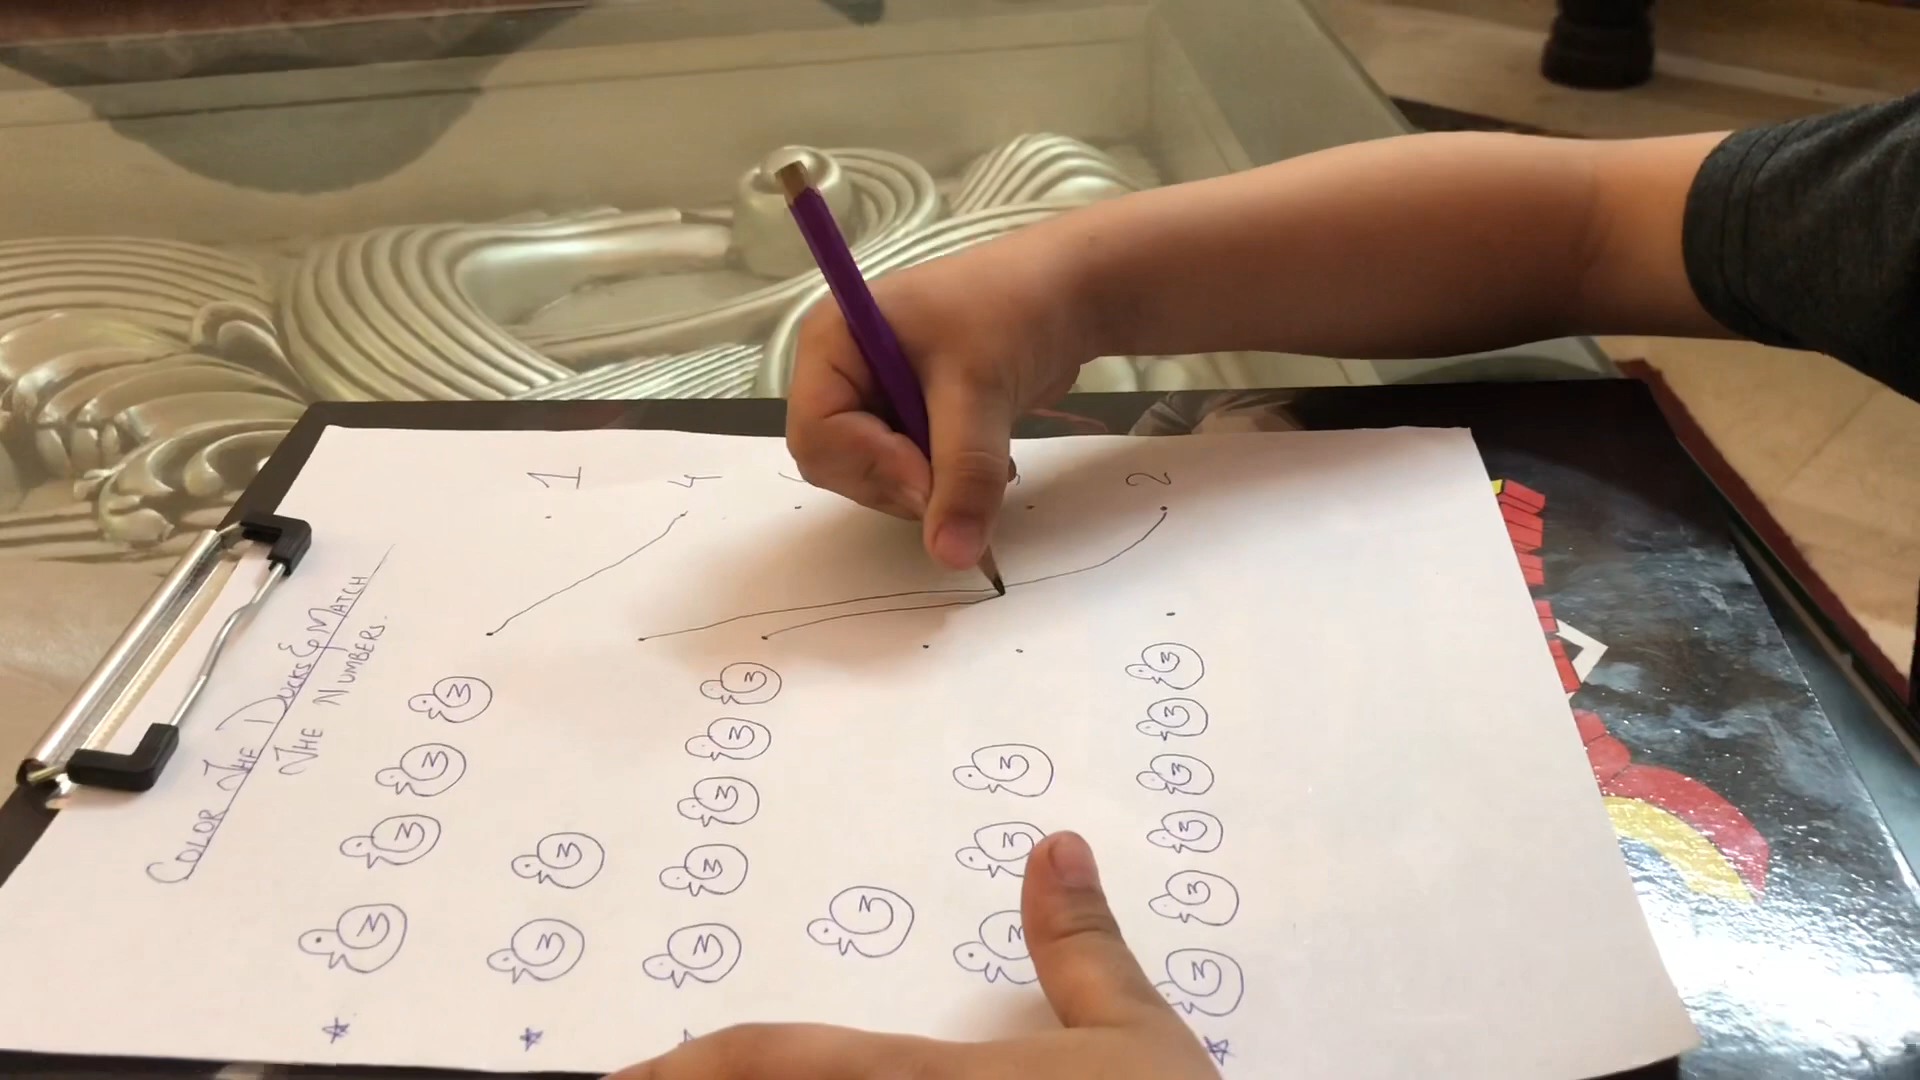 COLOR THE DUCKS & MATCH
THE NUMBERS.
3 3 3 3 1
3 3 4
3 3 3 3 3
3
3 3 3
3 3 3 3 3 3 2